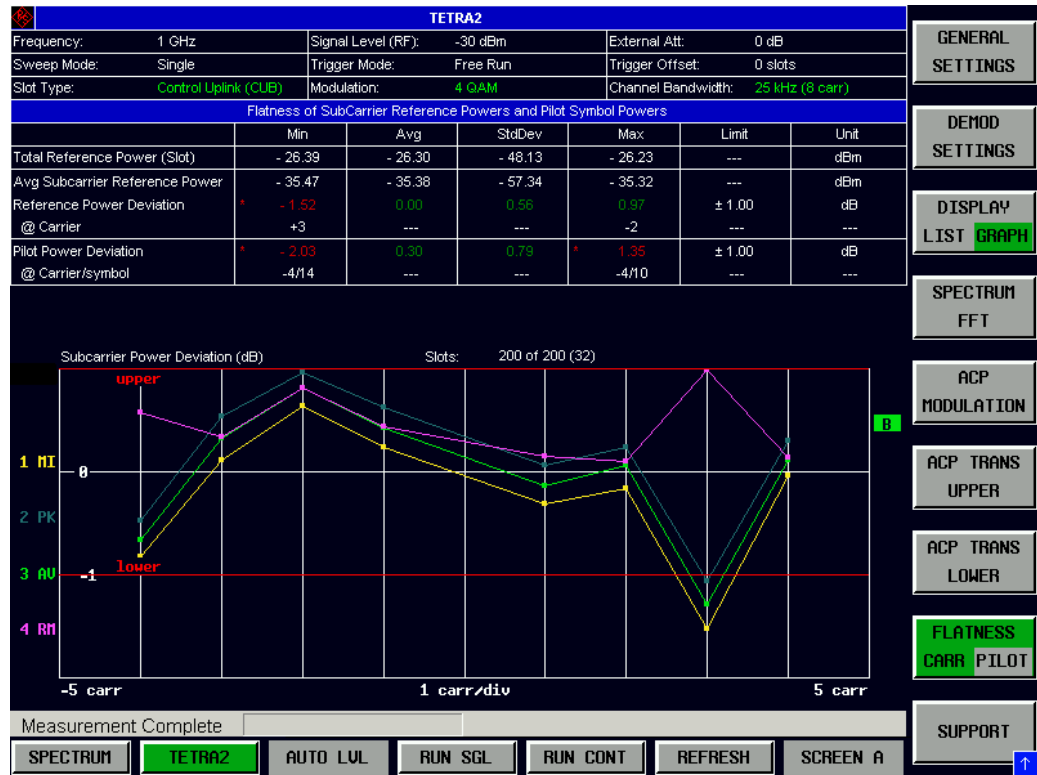 TETRA2
Frequency: 1 GHz Signal Level (RF): -30 dBm External Att: 0 dB
Sweep Mode: Single Trigger Mode: Free Run Trigger Offset: 0 slots
Slot Type: Control Uplink (CUB) Modulation: 4 QAM Channel Bandwidth: 25 kHz (8 carr)
Flatness of SubCarrier Reference Powers and Pilot Symbol Powers
Min Avg StdDev Max Limit Unit
Total Reference Power (Slot) - 26.39 - 26.30 - 48.13 - 26.23 --- dBm
Avg Subcarrier Reference Power - 35.47 - 35.38 - 57.34 - 35.32 --- dBm
Reference Power Deviation * - 1.52 0.00 0.56 0.97 ± 1.00 dB
@ Carrier +3 --- --- -2 --- ---
Pilot Power Deviation * - 2.03 0.30 0.79 * 1.35 ± 1.00 dB
@ Carrier/symbol -4/14 --- --- -4/10 --- ---
Subcarrier Power Deviation (dB) Slots: 200 of 200 (32)
upper
B
1 MI
0
2 PK
lower
3 AV -1
4 RM
-5 carr 1 carr/div 5 carr
Measurement Complete
SPECTRUM TETRA2 AUTO LVL RUN SGL RUN CONT REFRESH SCREEN A
GENERAL
SETTINGS
DEMOD
SETTINGS
DISPLAY
LIST GRAPH
SPECTRUM
FFT
ACP
MODULATION
ACP TRANS
UPPER
ACP TRANS
LOWER
FLATNESS
CARR PILOT
SUPPORT
↑